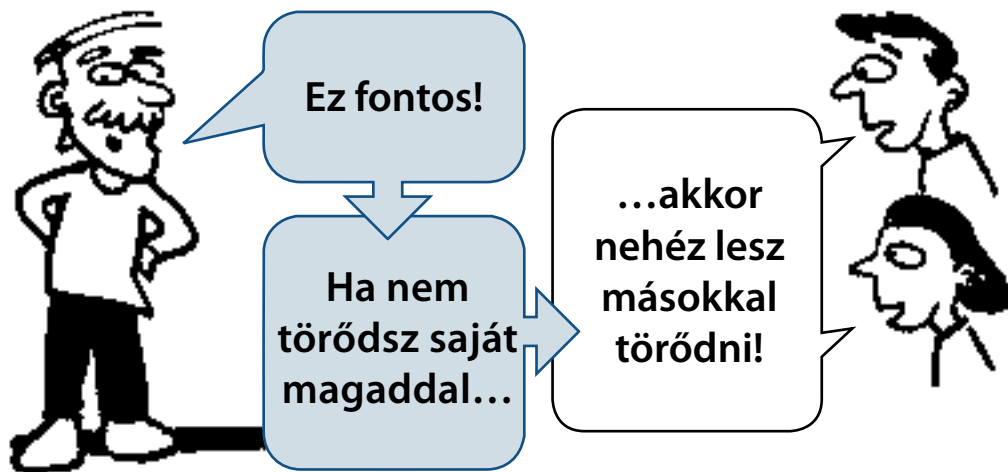 Ez fontos!
Ha nem
törődsz saját
magaddal…
…akkor
nehéz lesz
másokkal
törődni!